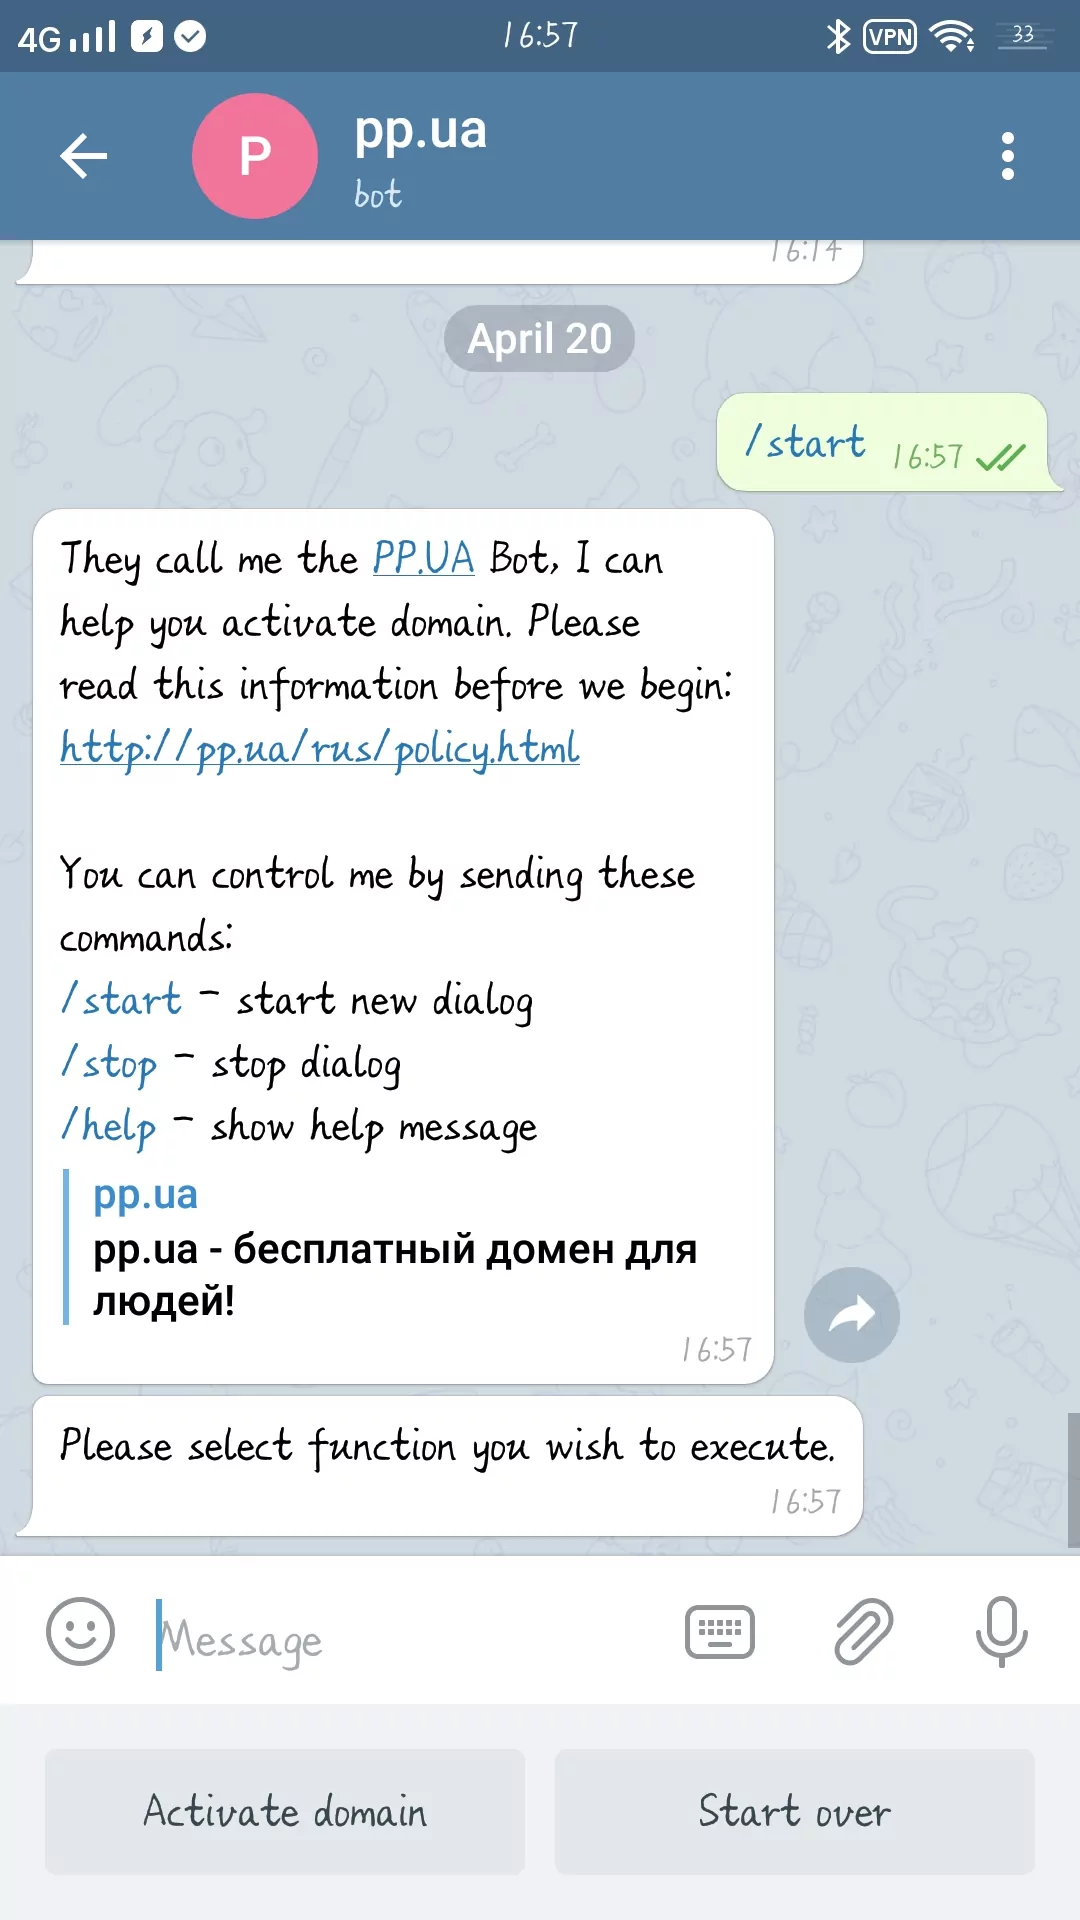 4G 16:57 VPN 33
P
pp.ua
bot
16:14
April 20
/start 16:57
They call me the PP.UA Bot, I can
help you activate domain. Please
read this information before we begin:
http://pp.ua/rus/policy.html
You can control me by sending these
commands:
/start - start new dialog
/stop - stop dialog
/help - show help message
pp.ua
pp.ua - бесплатный домен для
людей!
16:57
Please select function you wish to execute.
16:57
Message
Activate domain
Start over